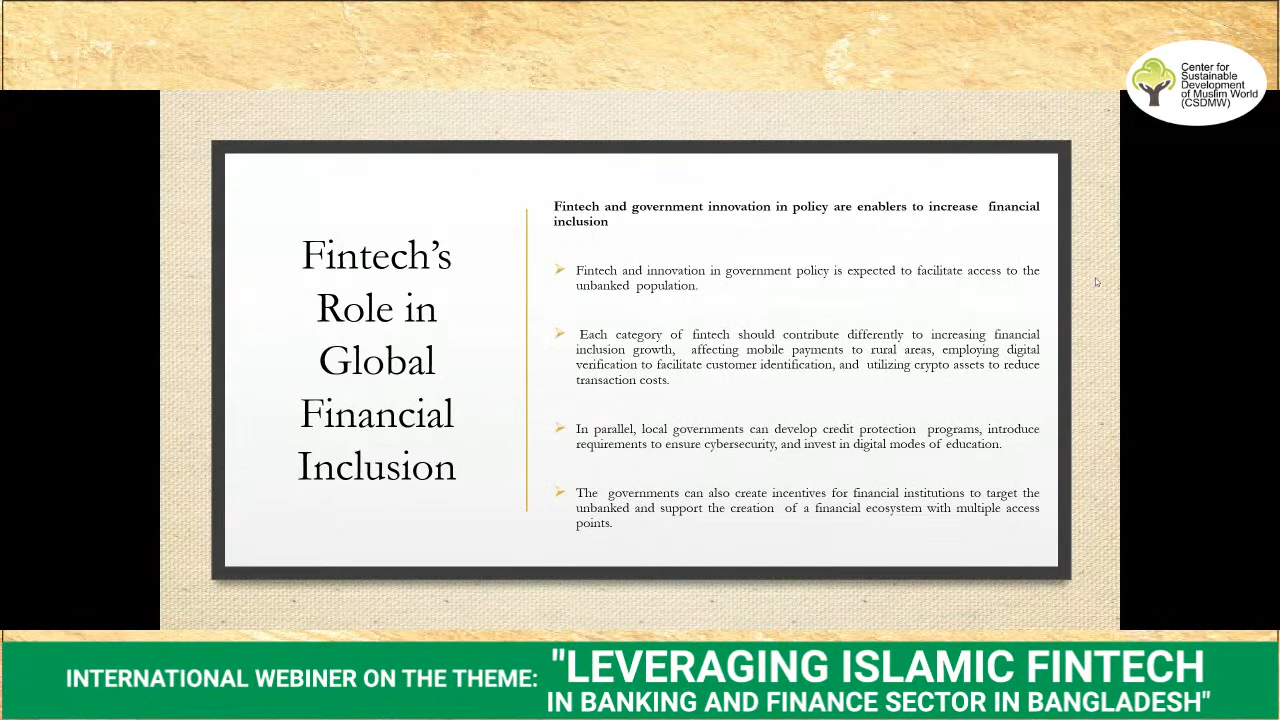 Center for
Sustainable
Development
of Muslim World
(CSDMW)
Fintech's
Role in
Global
Financial
Inclusion
Fintech and government innovation in policy are enablers to increase financial
inclusion
Fintech and innovation in government policy is expected to facilitate access to the
unbanked population.
Each category of fintech should contribute differently to increasing financial
inclusion growth, affecting mobile payments to rural areas, employing digital
verification to facilitate customer identification, and utilizing crypto assets to reduce
transaction costs.
In parallel, local governments can develop credit protection programs, introduce
requirements to ensure cybersecurity, and invest in digital modes of education.
The governments can also create incentives for financial institutions to target the
unbanked and support the creation of a financial ecosystem with multiple access
points.
INTERNATIONAL WEBINER ON THE THEME: "LEVERAGING ISLAMIC FINTECH
IN BANKING AND FINANCE SECTOR IN BANGLADESH"